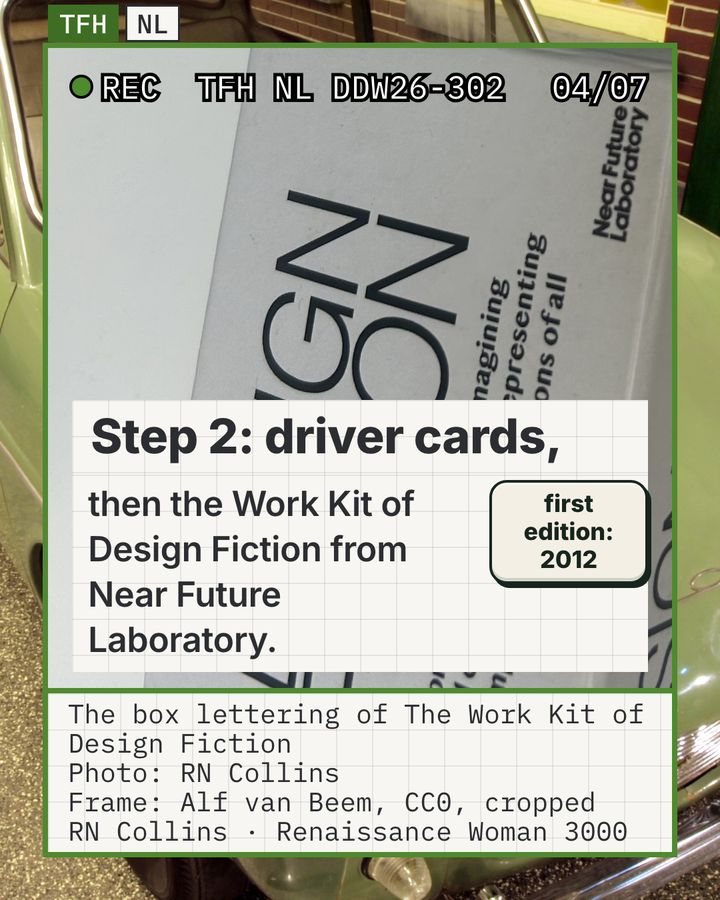 TFH NL
REC TFH NL DDW26-302 04/07
Near Future
Laboratory
IGN
ON
magining
epresenting
ons of all
Step 2: driver cards,
then the Work Kit of
Design Fiction from
Near Future
Laboratory.
first
edition:
2012
The box lettering of The Work Kit of
Design Fiction
Photo: RN Collins
Frame: Alf van Beem, CC0, cropped
RN Collins · Renaissance Woman 3000